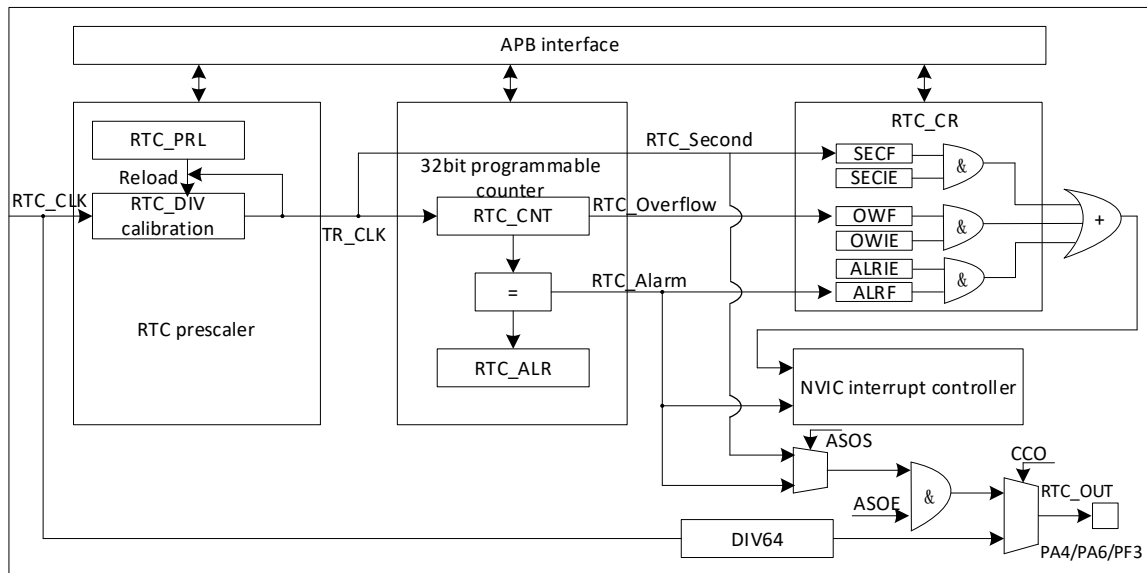 APB interface
RTC_PRL
Reload
RTC_CLK
RTC_DIV
calibration
TR_CLK
RTC prescaler
32bit programmable
counter
RTC_CNT
=
RTC_ALR
RTC_Second
RTC_Overflow
RTC_Alarm
RTC_CR
SECF
SECIE
&
OWF
OWIE
&
ALRIE
ALRF
&
+
NVIC interrupt controller
ASOS
ASOE
&
CCO
RTC_OUT
DIV64
PA4/PA6/PF3